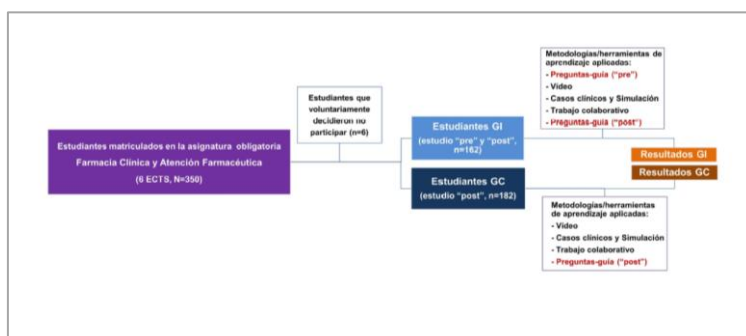 Estudiantes matriculados en la asignatura obligatoria
Farmacia Clínica y Atención Farmacéutica
(6 ECTS, N=350)
Estudiantes que
voluntariamente
decidieron no
participar (n=6)
Estudiantes GI
(estudio "pre" y "post",
n=162)
Estudiantes GC
(estudio "post", n=182)
Metodologías/herramientas de
aprendizaje aplicadas:
- Preguntas-guía ("pre")
- Vídeo
- Casos clínicos y Simulación
- Trabajo colaborativo
- Preguntas-guía ("post")
Resultados GI
Resultados GC
Metodologías/herramientas
de aprendizaje aplicadas:
- Vídeo
- Casos clínicos y Simulación
- Trabajo colaborativo
- Preguntas-guía ("post")